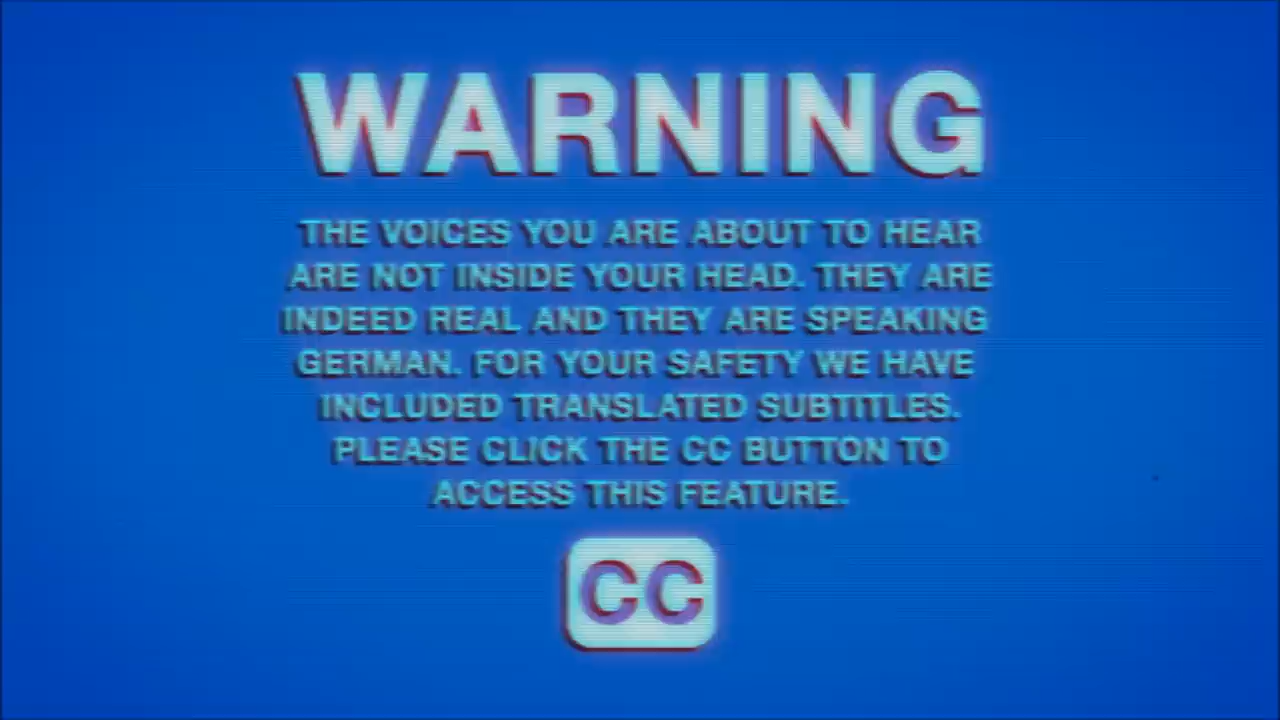 WARNING
THE VOICES YOU ARE ABOUT TO HEAR
ARE NOT INSIDE YOUR HEAD. THEY ARE
INDEED REAL AND THEY ARE SPEAKING
GERMAN. FOR YOUR SAFETY WE HAVE
INCLUDED TRANSLATED SUBTITLES.
PLEASE CLICK THE CC BUTTON TO
ACCESS THIS FEATURE.
CC